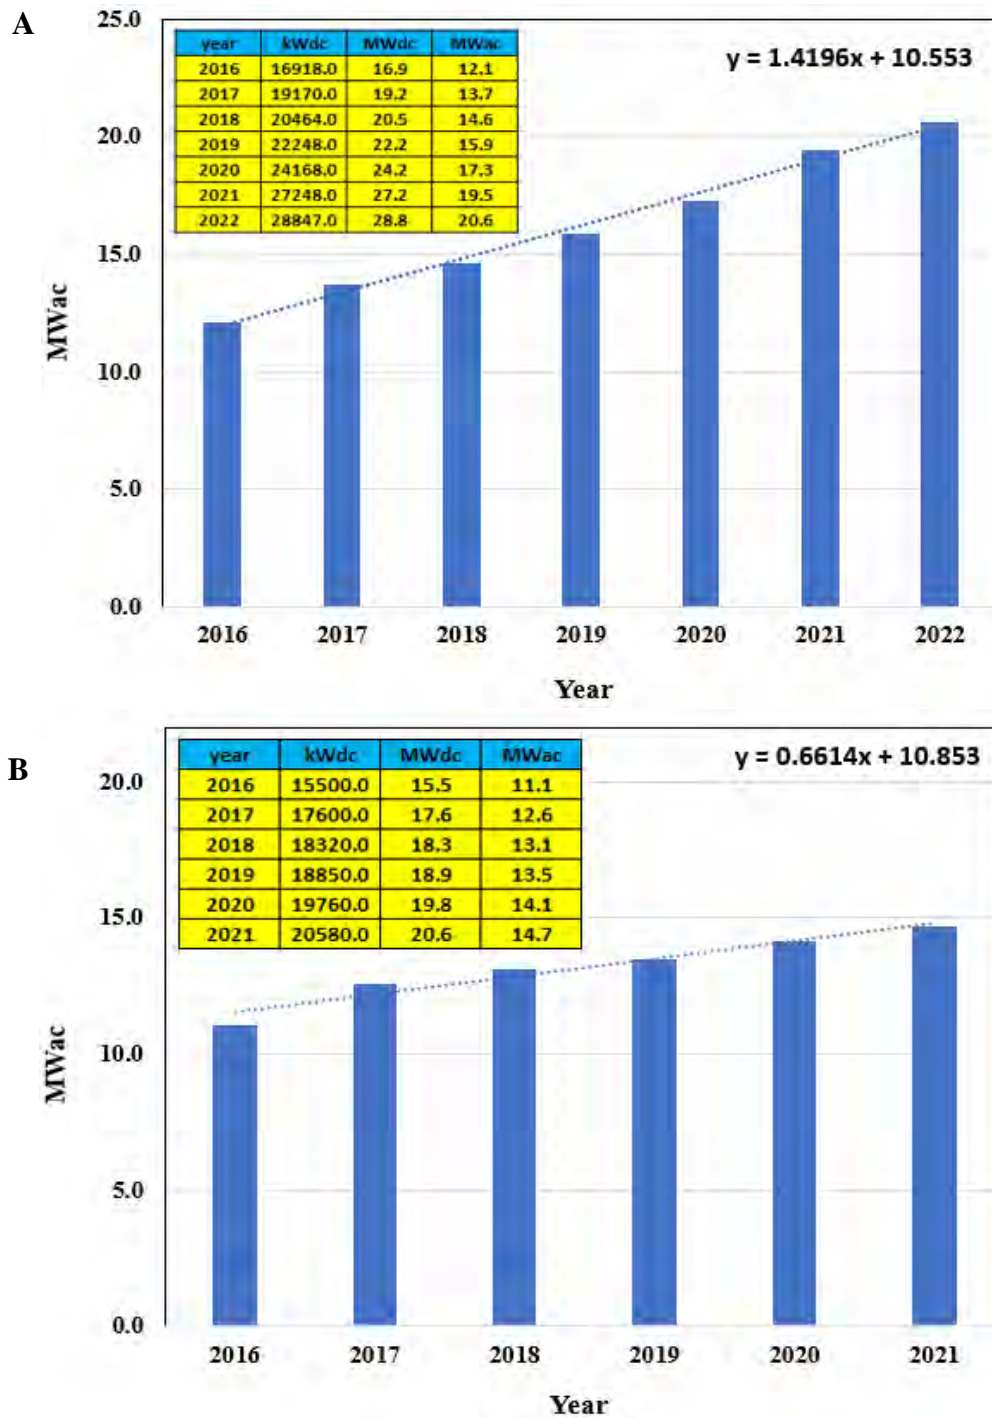 A
25.0
20.0
15.0
10.0
5.0
0.0
MWac
year kWdc MWdc MWac
2016 16918.0 16.9 12.1
2017 19170.0 19.2 13.7
2018 20464.0 20.5 14.6
2019 22248.0 22.2 15.9
2020 24168.0 24.2 17.3
2021 27248.0 27.2 19.5
2022 28847.0 28.8 20.6
y = 1.4196x + 10.553
2016 2017 2018 2019 2020 2021 2022
Year
B
20.0
15.0
10.0
5.0
0.0
MWac
year kWdc MWdc MWac
2016 15500.0 15.5 11.1
2017 17600.0 17.6 12.6
2018 18320.0 18.3 13.1
2019 18850.0 18.9 13.5
2020 19760.0 19.8 14.1
2021 20580.0 20.6 14.7
y = 0.6614x + 10.853
2016 2017 2018 2019 2020 2021
Year